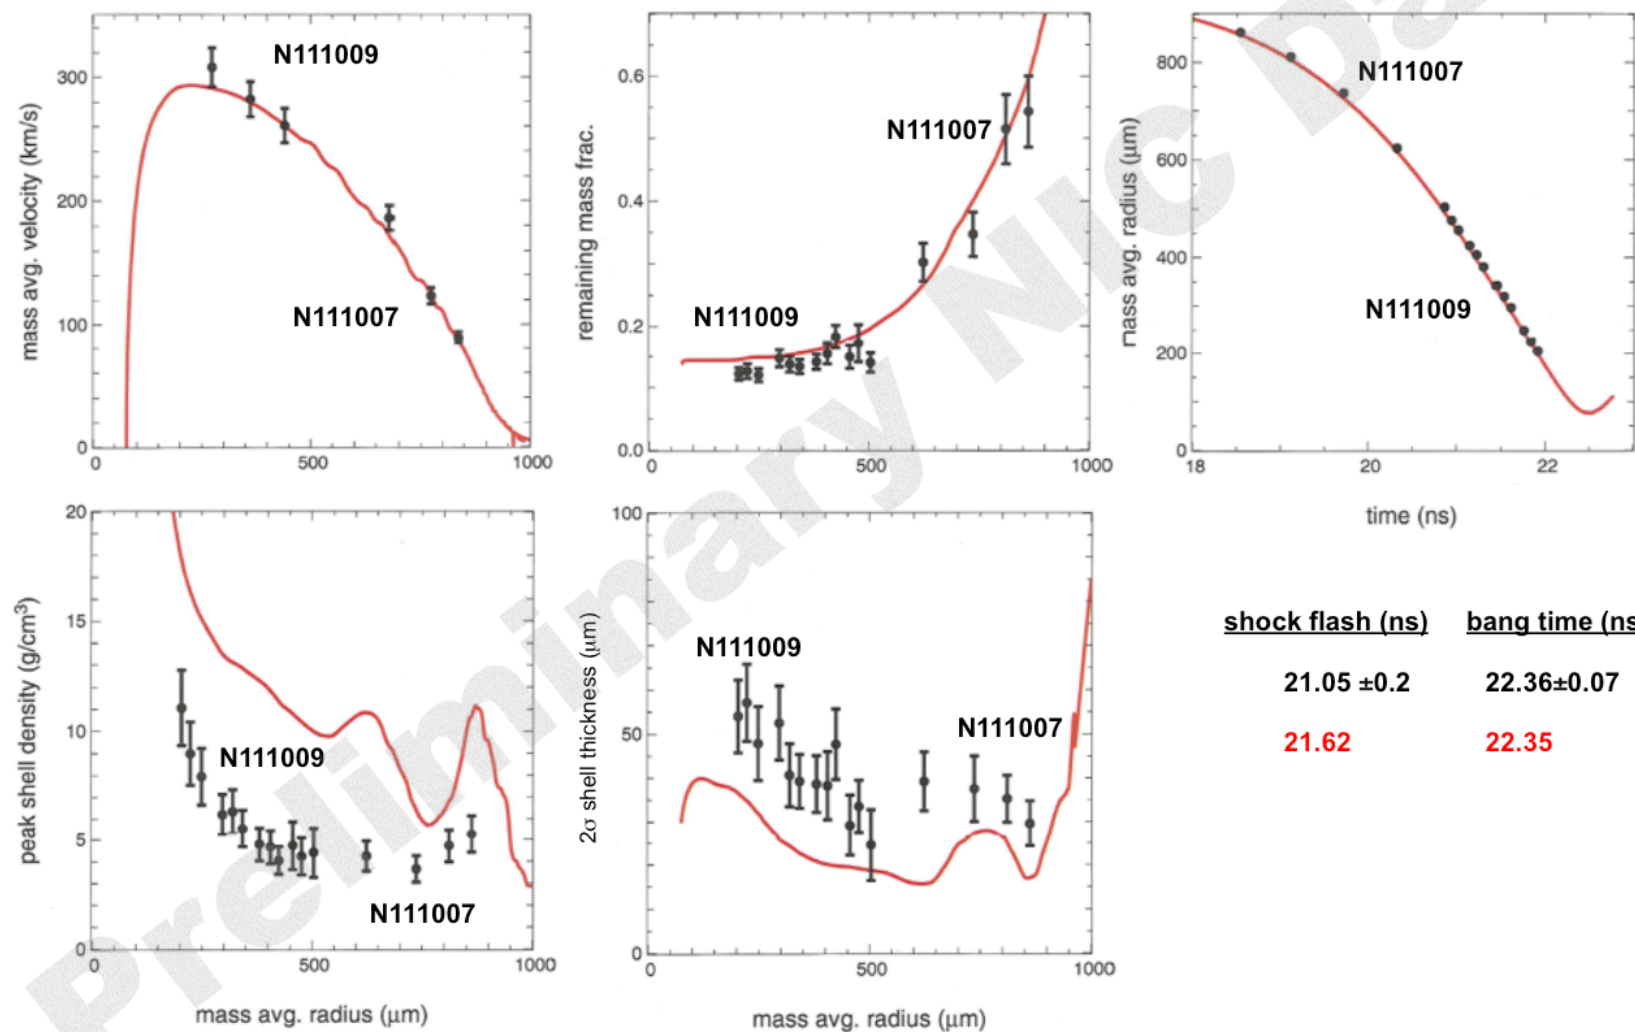 mass avg. velocity (km/s)
300
200
100
0
0
500
1000
N111009
N111007
remaining mass frac.
0.6
0.4
0.2
0.0
0
500
1000
N111007
N111009
mass avg. radius (μm)
800
600
400
200
0
18
20
22
time (ns)
N111007
N111009
peak shell density (g/cm³)
20
15
10
5
0
0
500
1000
mass avg. radius (μm)
N111009
N111007
2σ shell thickness (μm)
100
50
0
0
500
1000
mass avg. radius (μm)
N111009
N111007
shock flash (ns) bang time (ns
21.05 ±0.2 22.36±0.07
21.62 22.35
Preliminary NIC Da